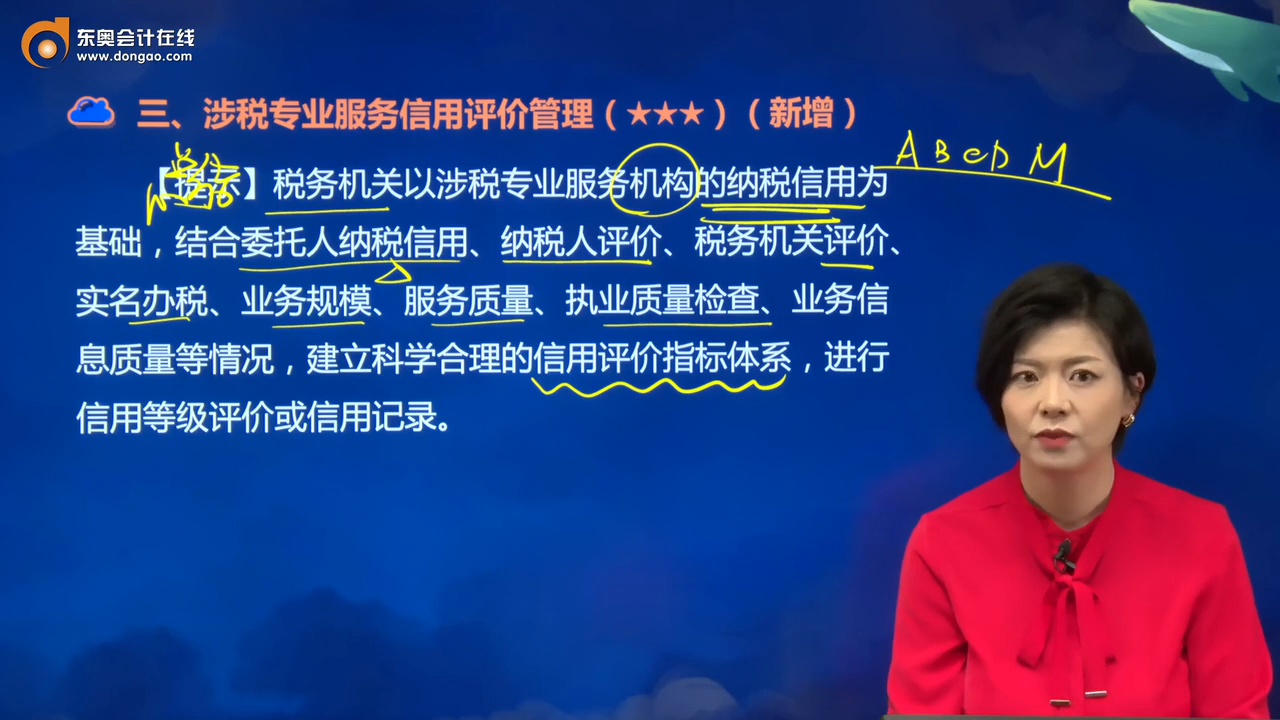 东奥会计在线
www.dongao.com
三、涉税专业服务信用评价管理（★★★）（新增）
A B C D M
【提示】税务机关以涉税专业服务机构的纳税信用为
基础，结合委托人纳税信用、纳税人评价、税务机关评价、
实名办税、业务规模、服务质量、执业质量检查、业务信
息质量等情况，建立科学合理的信用评价指标体系，进行
信用等级评价或信用记录。